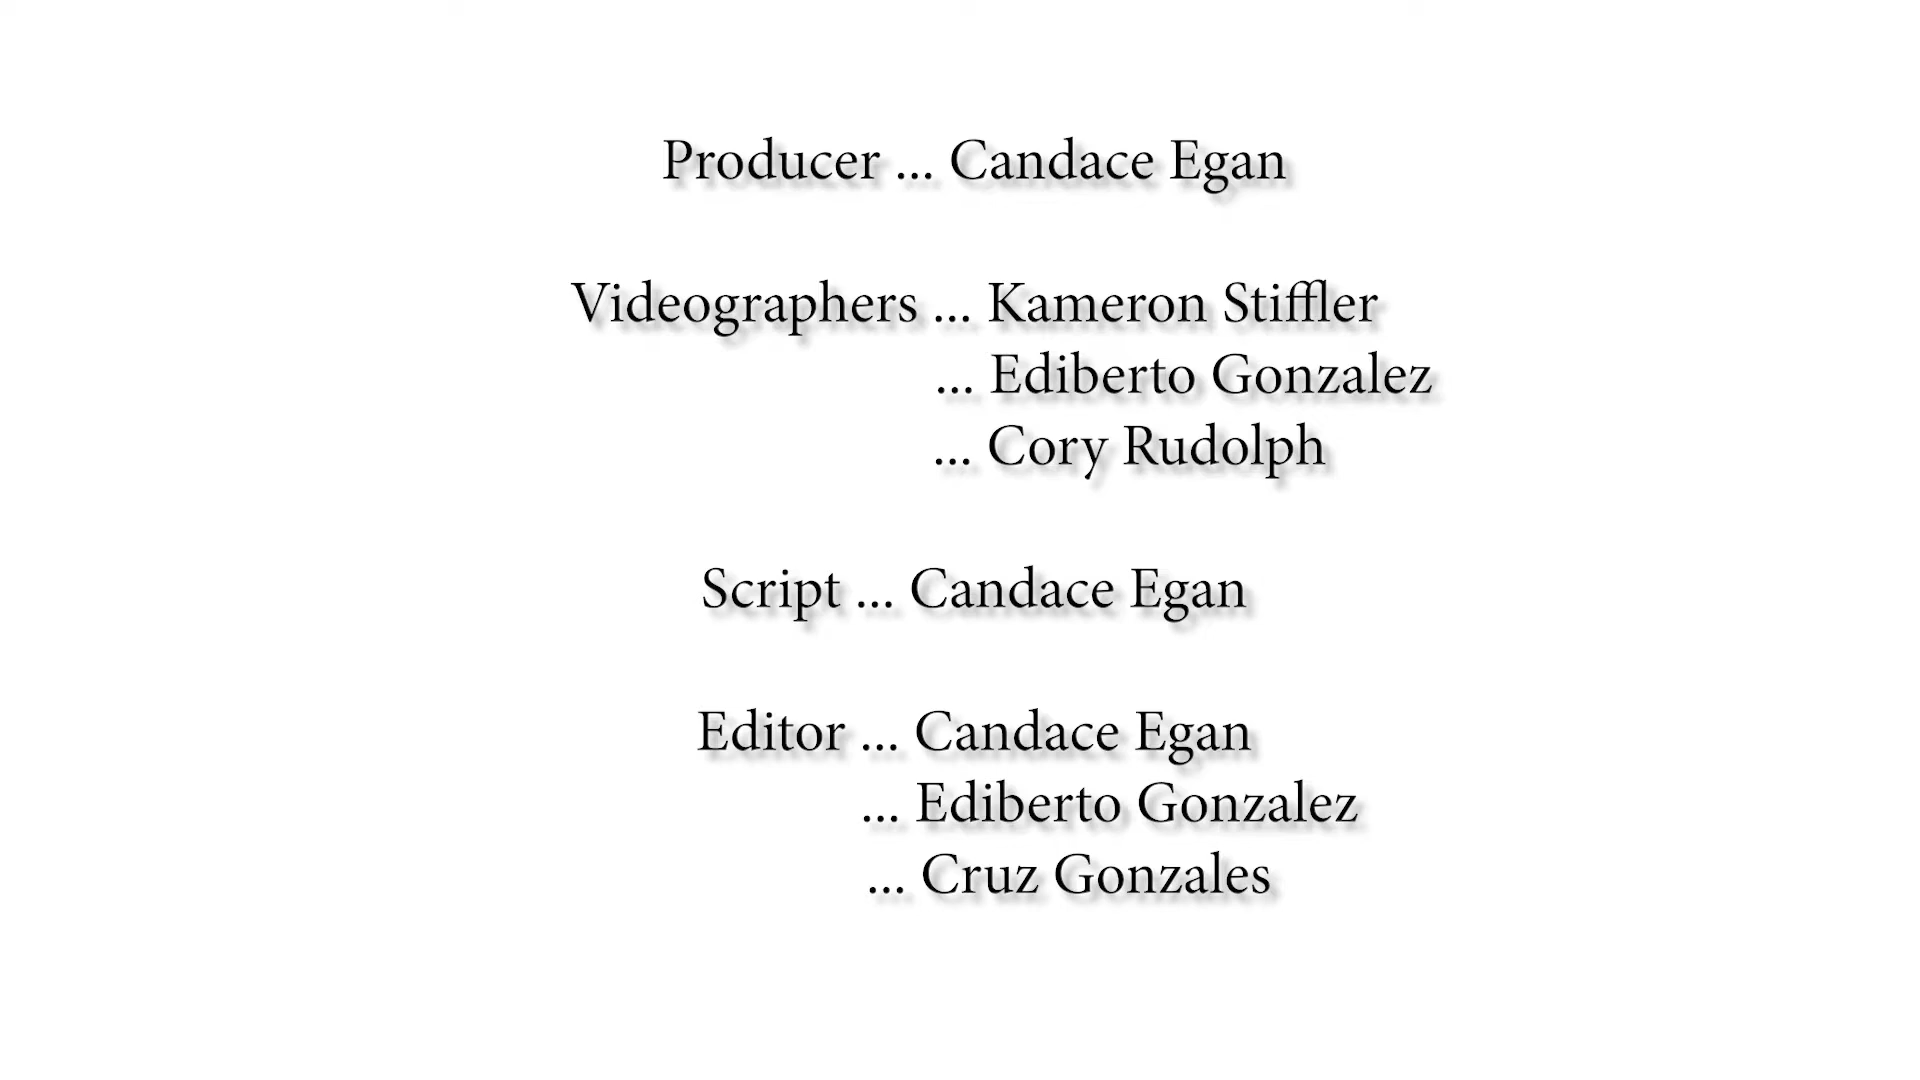 Producer ... Candace Egan
Videographers ... Kameron Stiffler
... Ediberto Gonzalez
... Cory Rudolph
Script ... Candace Egan
Editor ... Candace Egan
... Ediberto Gonzalez
... Cruz Gonzales